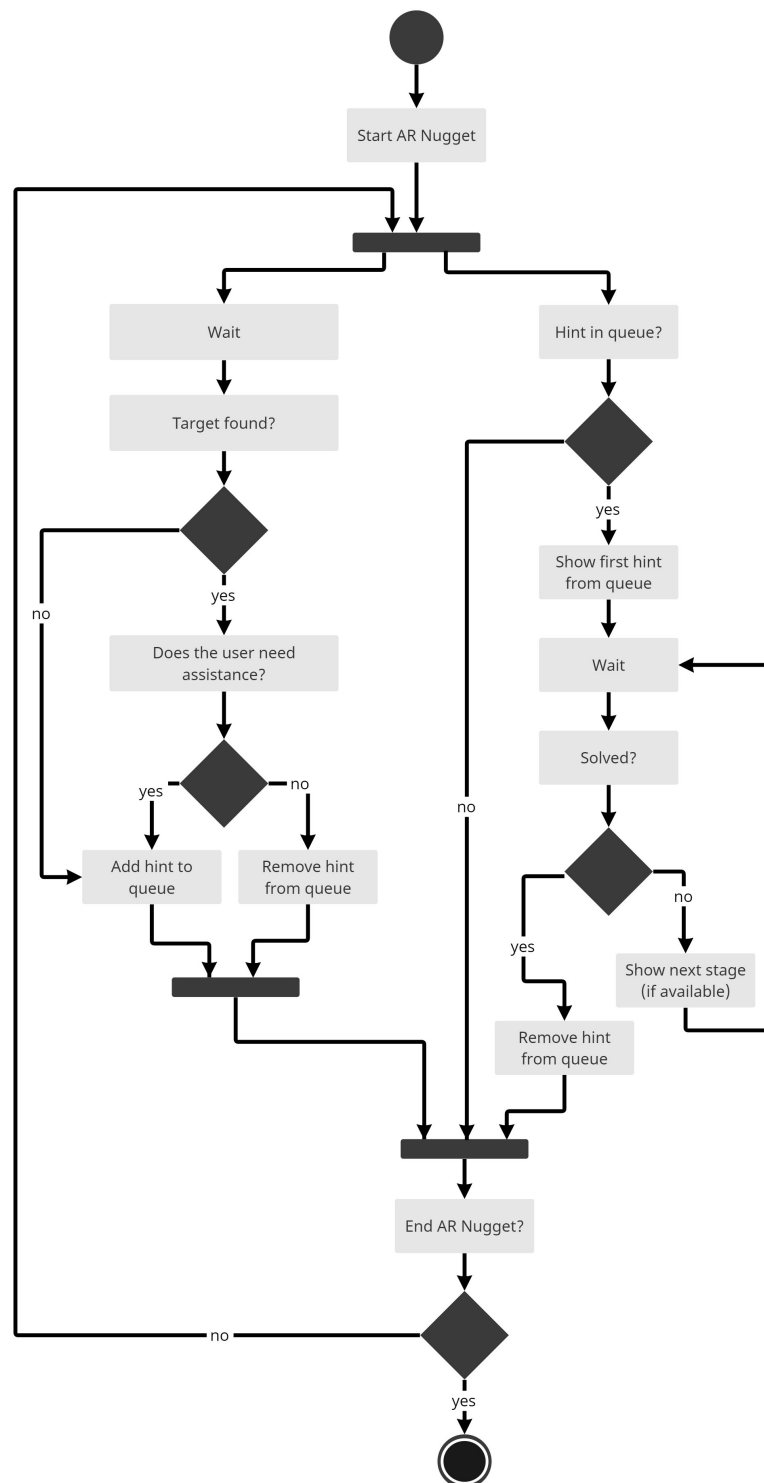 Start AR Nugget
Wait
Hint in queue?
Target found?
yes
Show first hint
from queue
no
yes
Does the user need
assistance?
Wait
Solved?
yes
no
no
Add hint to
queue
Remove hint
from queue
no
yes
Show next stage
(if available)
Remove hint
from queue
End AR Nugget?
no
yes